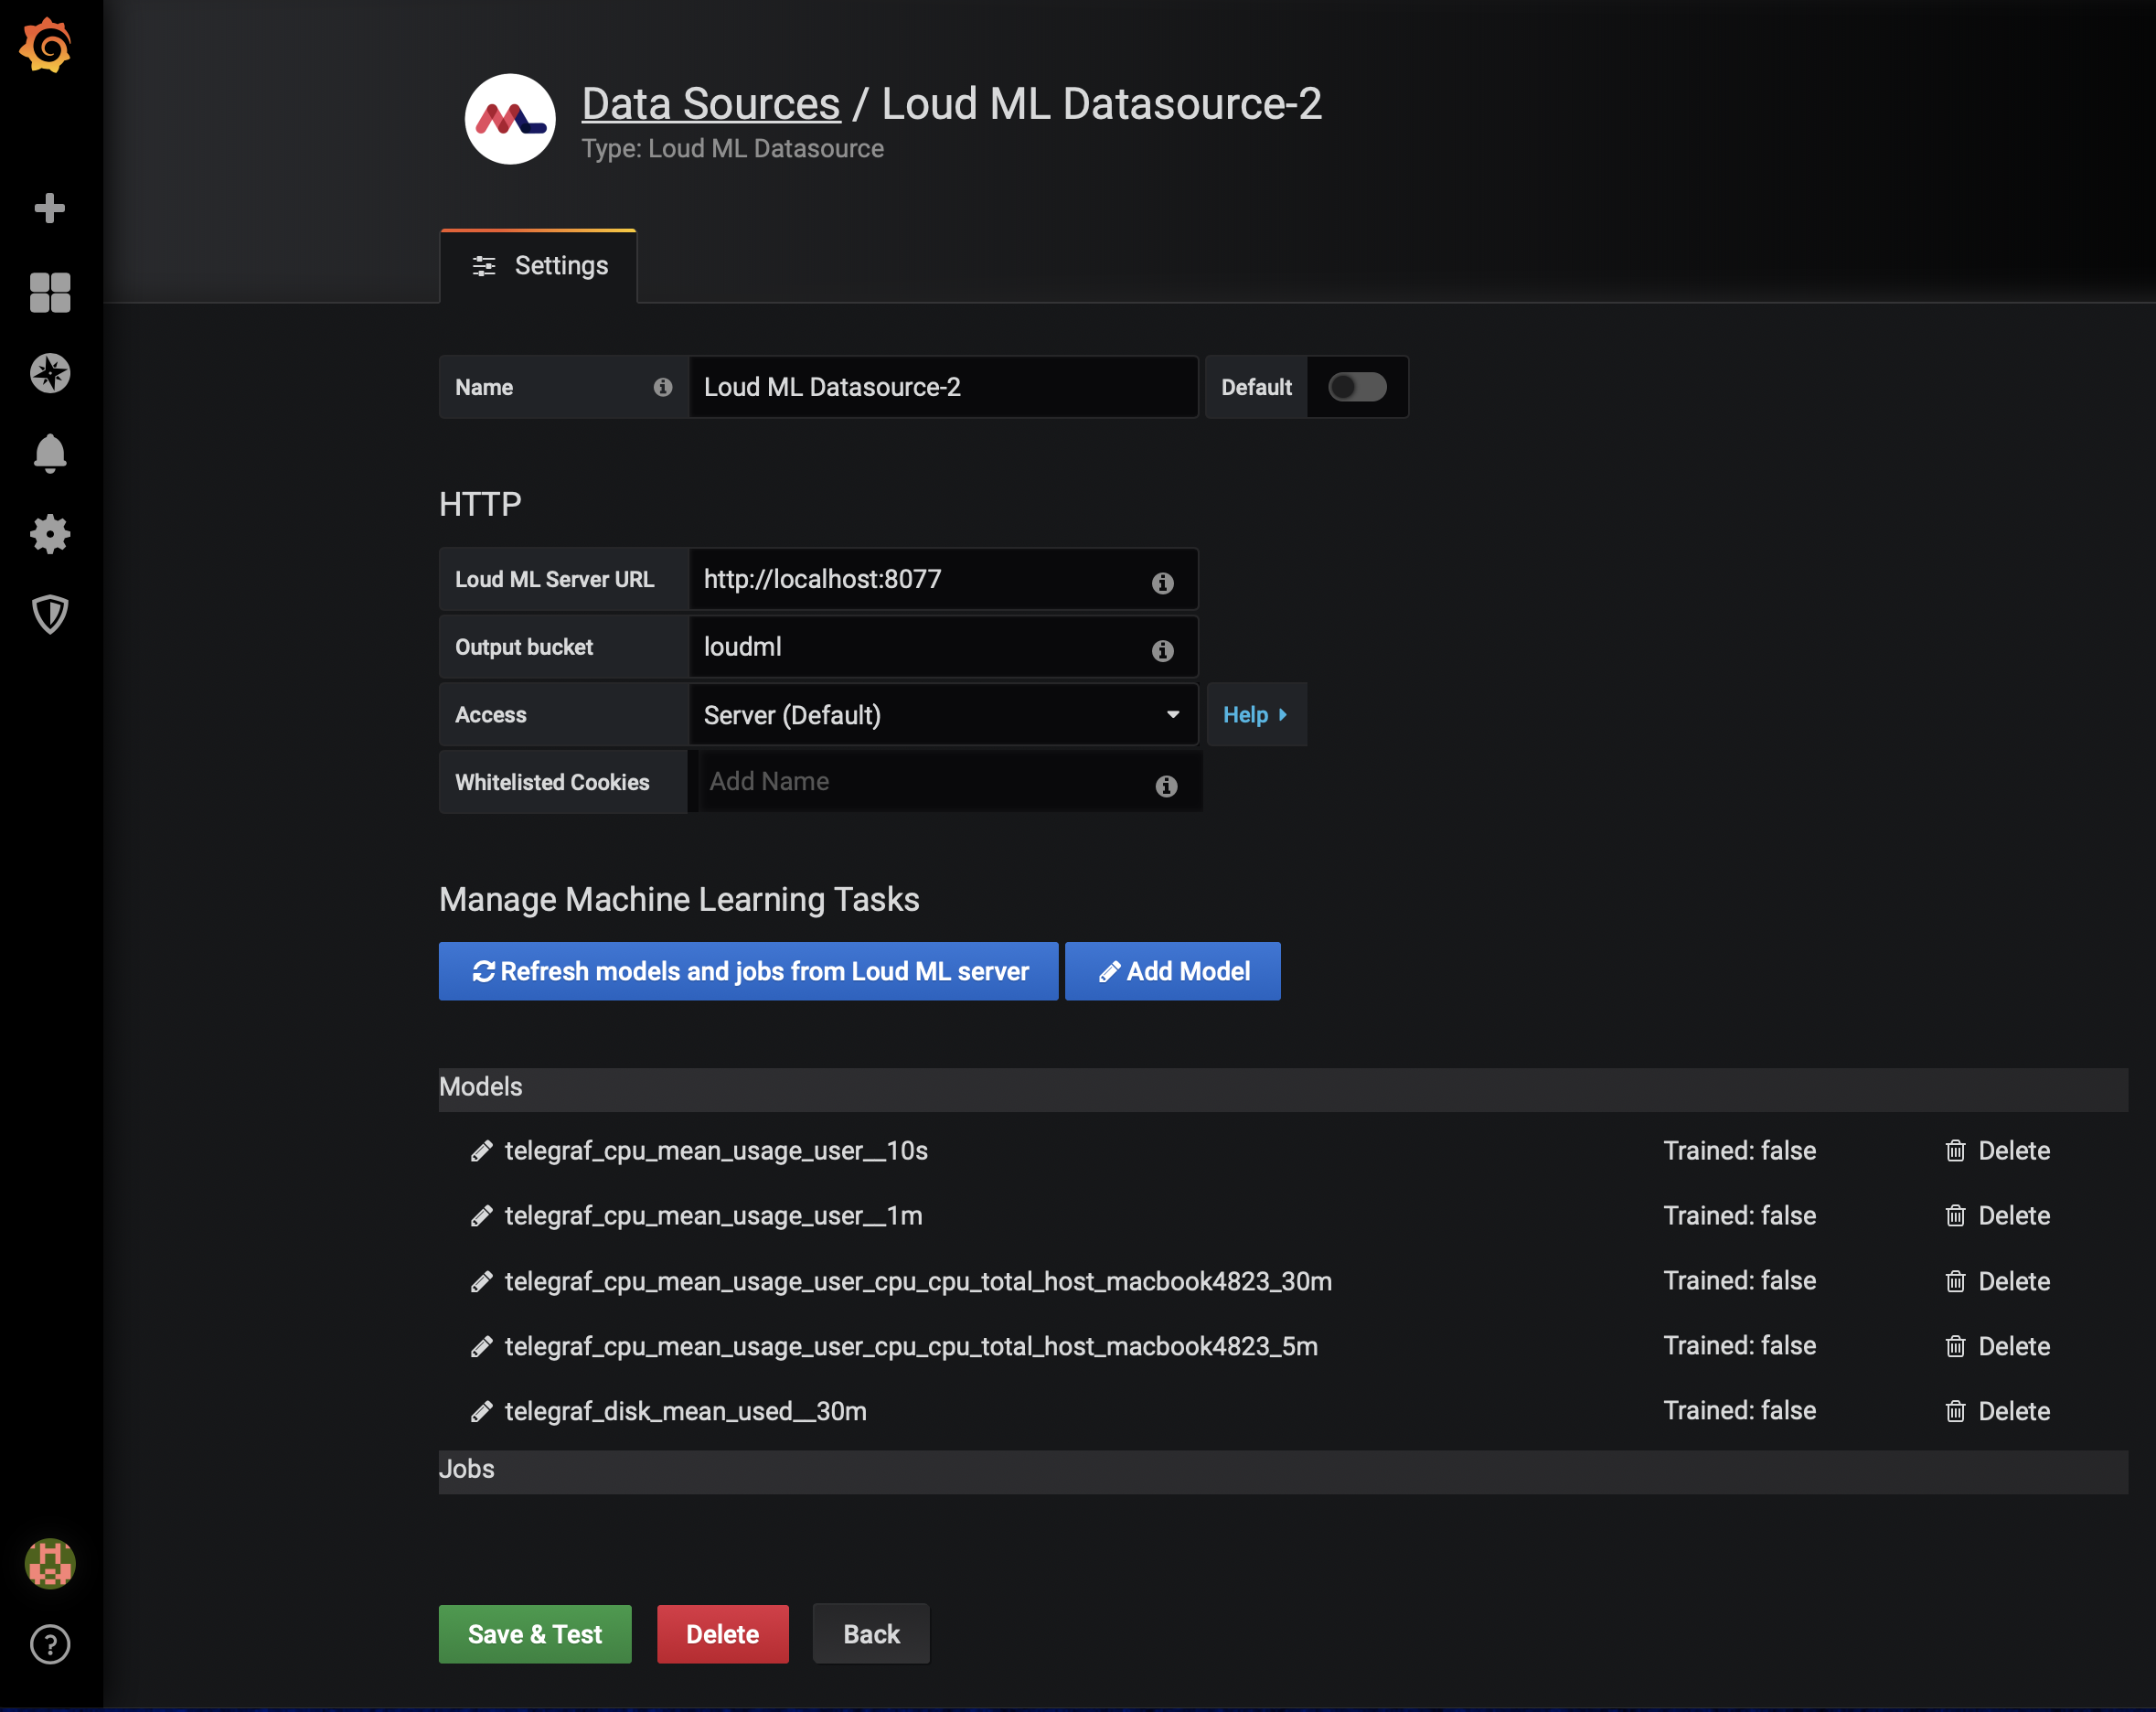 Data Sources / Loud ML Datasource-2
Type: Loud ML Datasource
Settings
Name Loud ML Datasource-2 Default
HTTP
Loud ML Server URL http://localhost:8077
Output bucket loudml
Access Server (Default) Help
Whitelisted Cookies Add Name
Manage Machine Learning Tasks
Refresh models and jobs from Loud ML server Add Model
Models
telegraf_cpu_mean_usage_user__10s Trained: false Delete
telegraf_cpu_mean_usage_user__1m Trained: false Delete
telegraf_cpu_mean_usage_user_cpu_cpu_total_host_macbook4823_30m Trained: false Delete
telegraf_cpu_mean_usage_user_cpu_cpu_total_host_macbook4823_5m Trained: false Delete
telegraf_disk_mean_used__30m Trained: false Delete
Jobs
Save & Test Delete Back